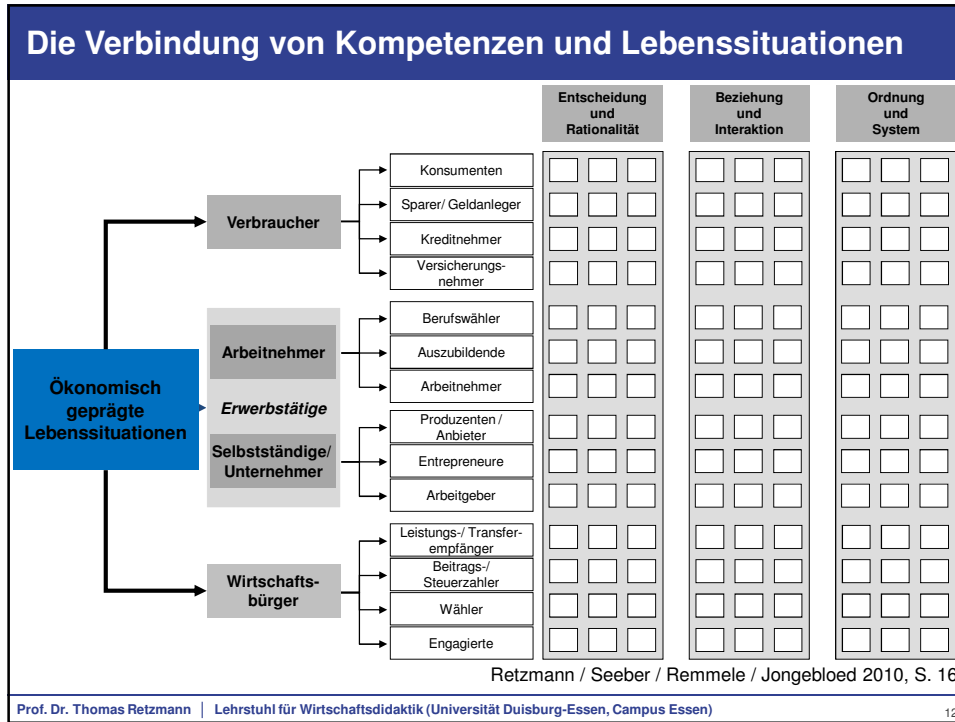 Die Verbindung von Kompetenzen und Lebenssituationen
Entscheidung
und
Rationalität
Beziehung
und
Interaktion
Ordnung
und
System
Ökonomisch
geprägte
Lebenssituationen
Verbraucher
Konsumenten
Sparer/ Geldanleger
Kreditnehmer
Versicherungs-
nehmer
Arbeitnehmer
Erwerbstätige
Selbstständige/
Unternehmer
Berufswähler
Auszubildende
Arbeitnehmer
Produzenten /
Anbieter
Entrepreneure
Arbeitgeber
Wirtschafts-
bürger
Leistungs-/ Transfer-
empfänger
Beitrags-/
Steuerzahler
Wähler
Engagierte
Retzmann / Seeber / Remmele / Jongebloed 2010, S. 16
Prof. Dr. Thomas Retzmann | Lehrstuhl für Wirtschaftsdidaktik (Universität Duisburg-Essen, Campus Essen)
12